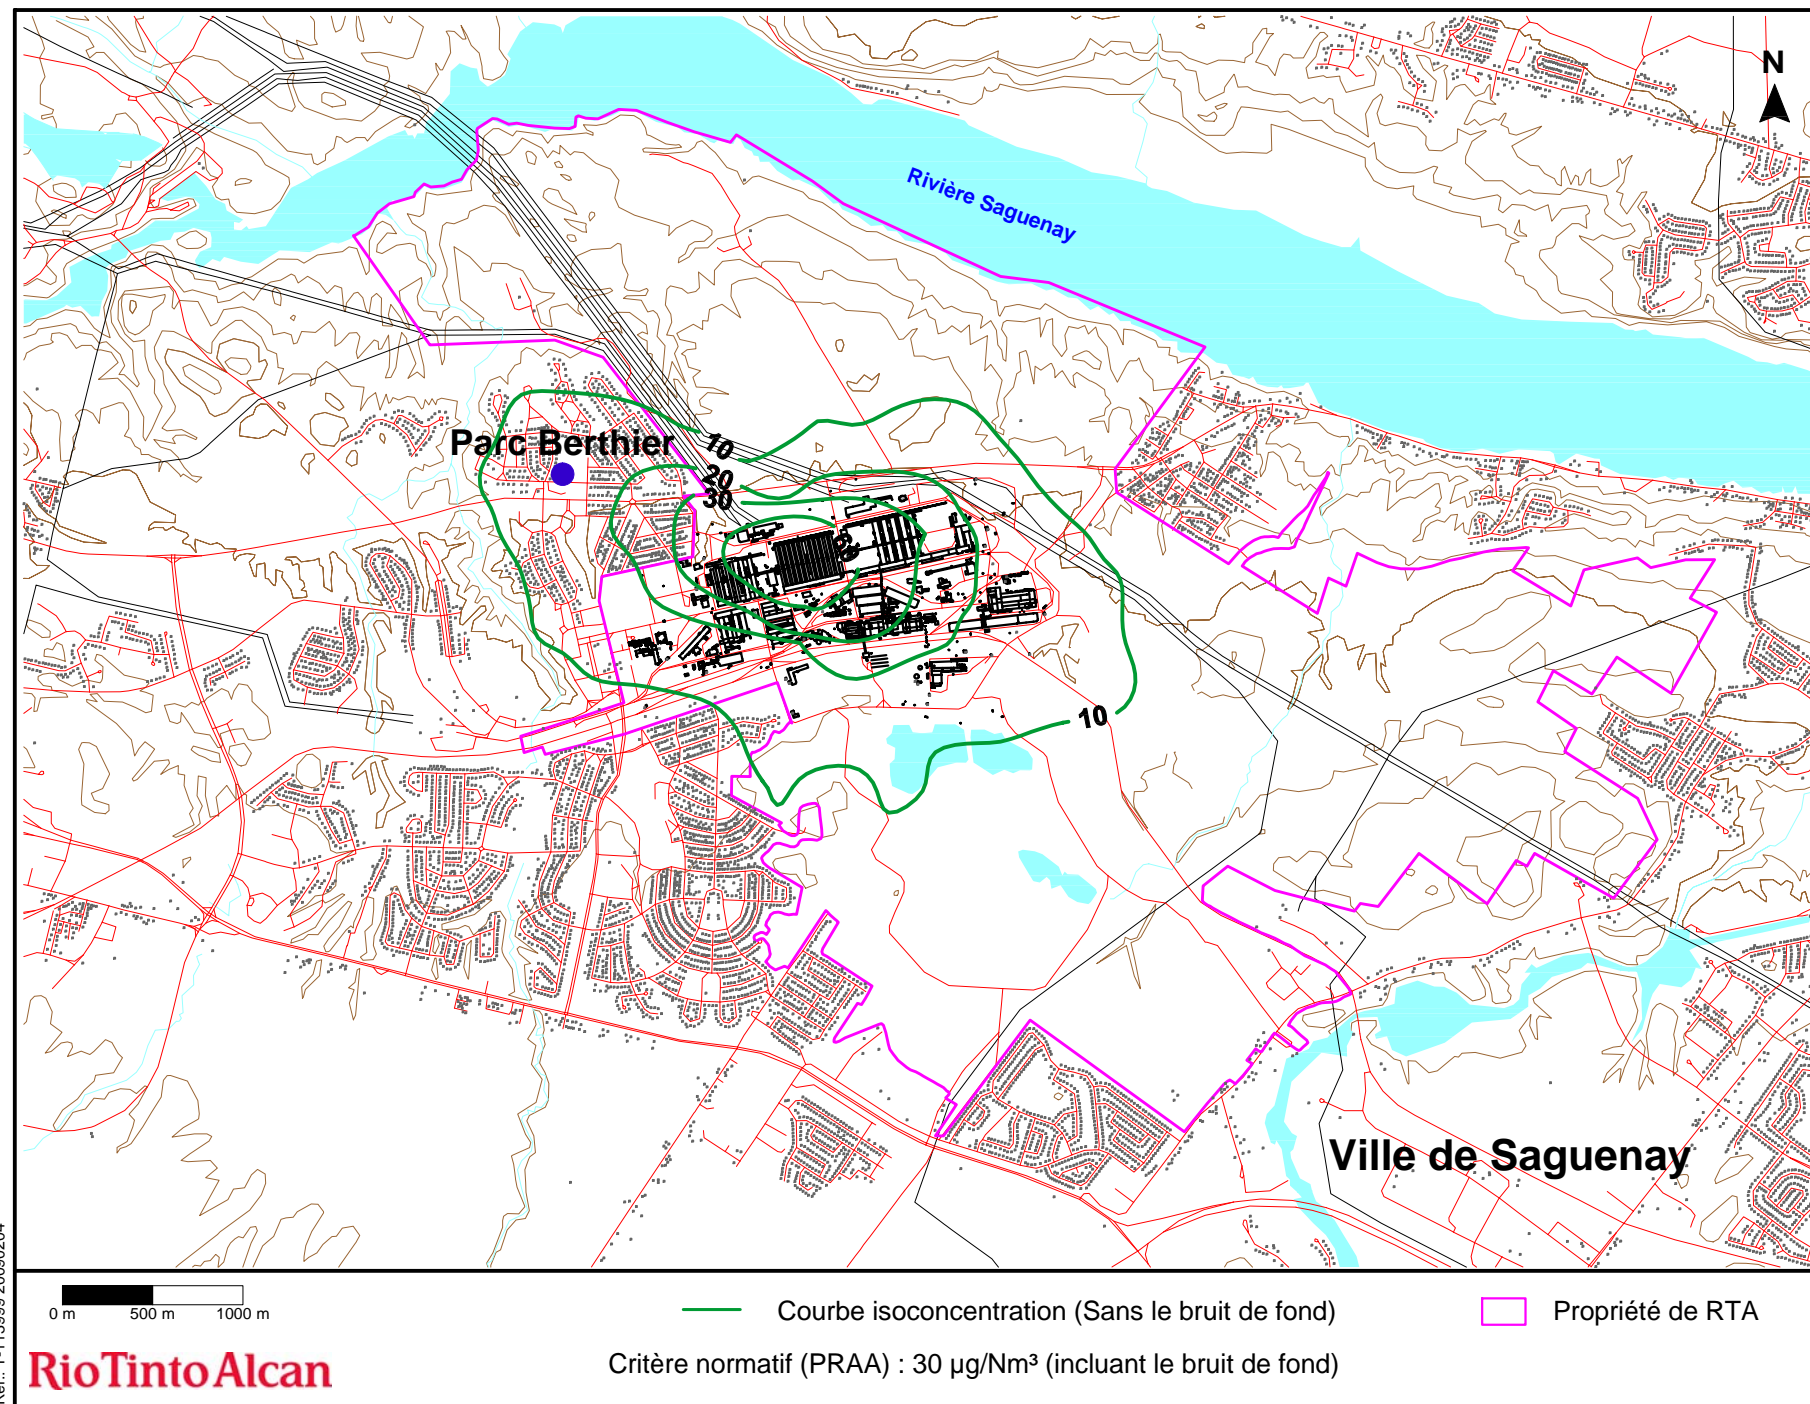 N
Rivière Saguenay
Parc Berthier
10
20
30
10
Ville de Saguenay
0 m 500 m 1000 m
Courbe isoconcentration (Sans le bruit de fond)
Propriété de RTA
RioTintoAlcan
Critère normatif (PRAA) : 30 µg/Nm³ (incluant le bruit de fond)